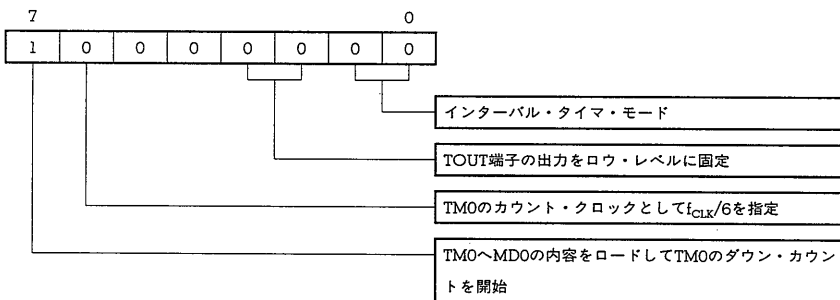 7 0
1 0 0 0 0 0 0 0
インターバル・タイマ・モード
TOUT端子の出力をロウ・レベルに固定
TM0のカウント・クロックとしてfCLK/6を指定
TM0へMD0の内容をロードしてTM0のダウン・カウン
トを開始